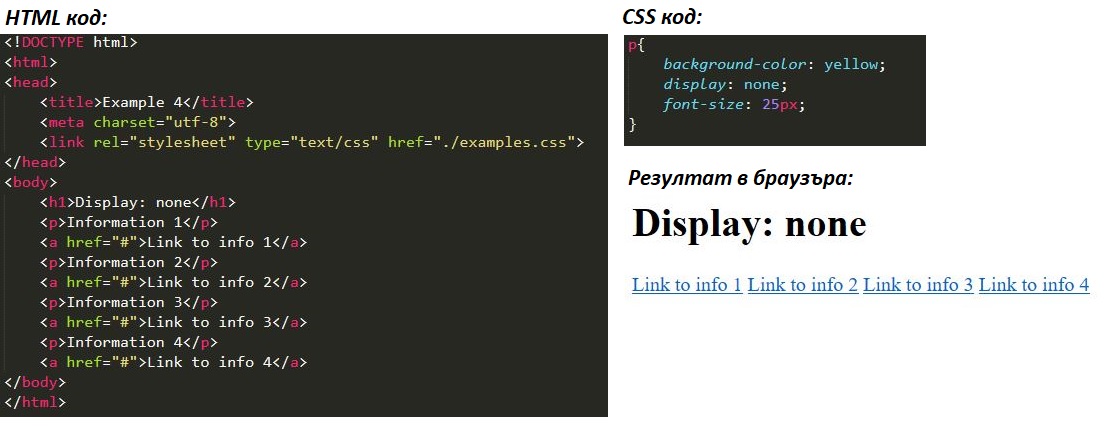 HTML код:
<!DOCTYPE html>
<html>
<head>
    <title>Example 4</title>
    <meta charset="utf-8">
    <link rel="stylesheet" type="text/css" href="./examples.css">
</head>
<body>
    <h1>Display: none</h1>
    <p>Information 1</p>
    <a href="#">Link to info 1</a>
    <p>Information 2</p>
    <a href="#">Link to info 2</a>
    <p>Information 3</p>
    <a href="#">Link to info 3</a>
    <p>Information 4</p>
    <a href="#">Link to info 4</a>
</body>
</html>
CSS код:
p{
    background-color: yellow;
    display: none;
    font-size: 25px;
}
Резултат в браузъра:
Display: none
Link to info 1 Link to info 2 Link to info 3 Link to info 4